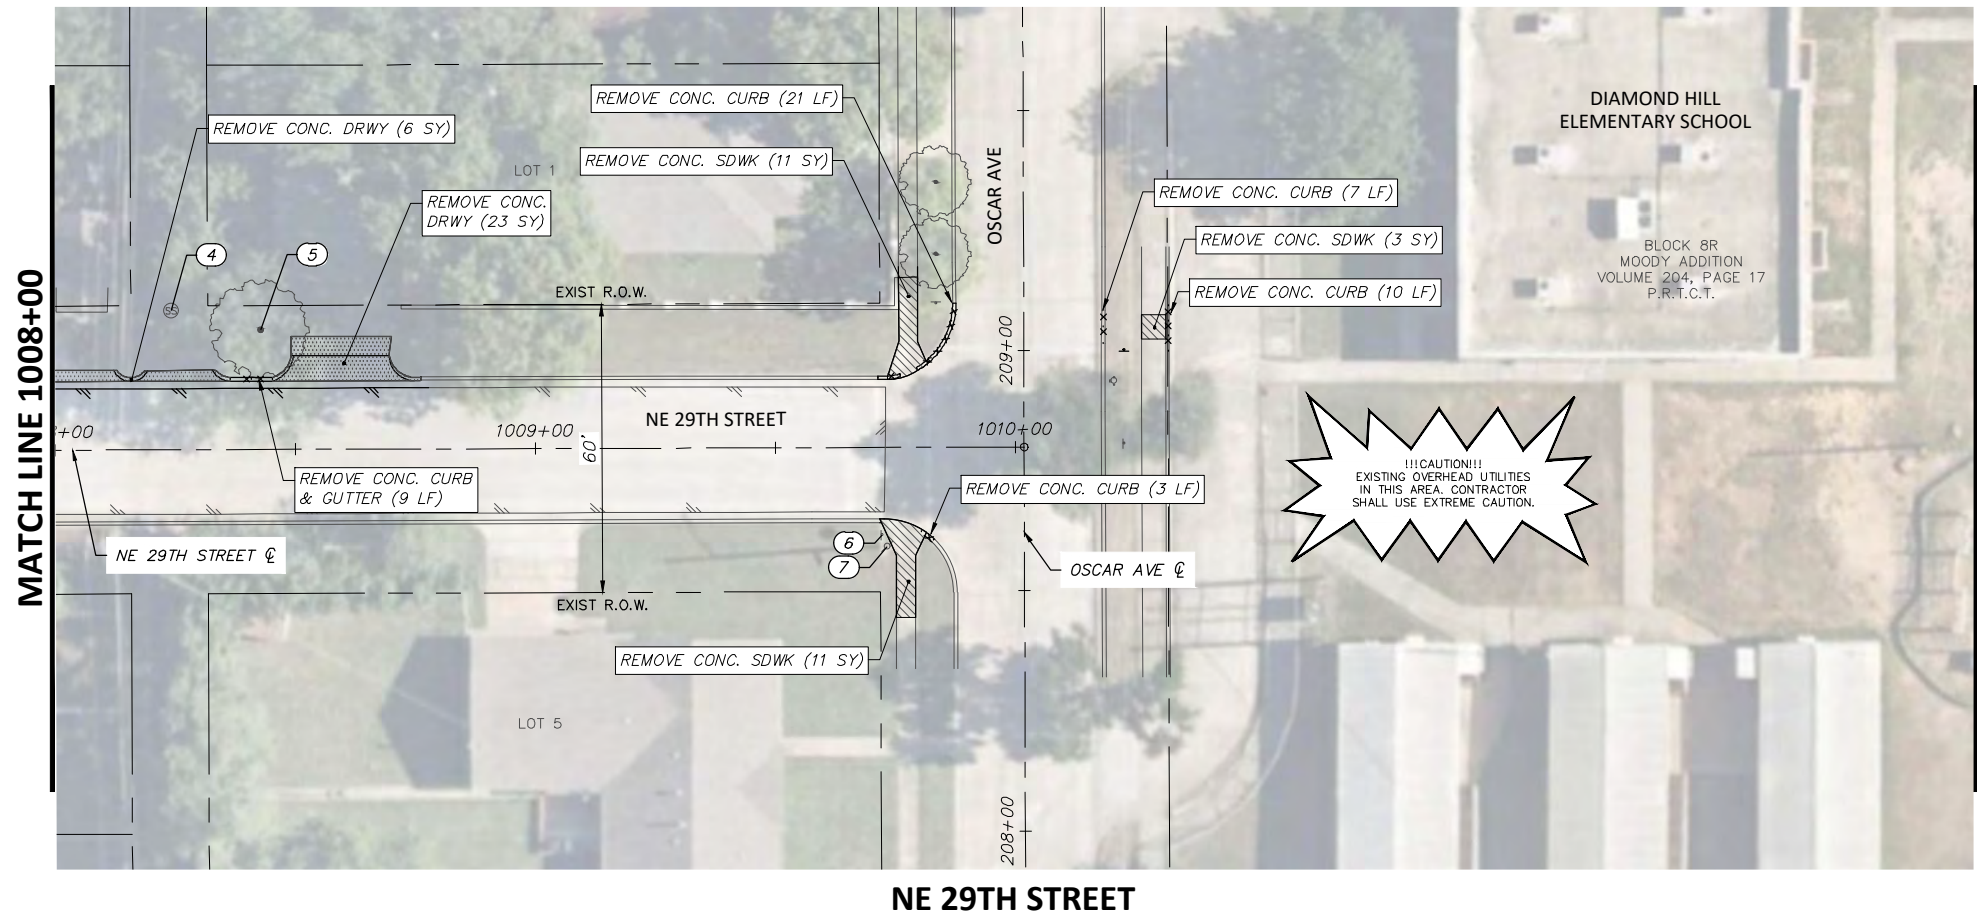 REMOVE CONC. CURB (21 LF)
DIAMOND HILL
ELEMENTARY SCHOOL
REMOVE CONC. DRWY (6 SY)
REMOVE CONC. SDWK (11 SY)
LOT 1
OSCAR AVE
REMOVE CONC. CURB (7 LF)
REMOVE CONC.
DRWY (23 SY)
REMOVE CONC. SDWK (3 SY)
BLOCK 8R
MOODY ADDITION
VOLUME 204, PAGE 17
P.R.T.C.T.
4
5
EXIST R.O.W.
REMOVE CONC. CURB (10 LF)
SS
209+00
MATCH LINE 1008+00
NE 29TH STREET
+00
1009+00
1010+00
60'
REMOVE CONC. CURB
& GUTTER (9 LF)
REMOVE CONC. CURB (3 LF)
!!!CAUTION!!!
EXISTING OVERHEAD UTILITIES
IN THIS AREA. CONTRACTOR
SHALL USE EXTREME CAUTION.
NE 29TH STREET ℄
6
7
OSCAR AVE ℄
EXIST R.O.W.
REMOVE CONC. SDWK (11 SY)
LOT 5
208+00
NE 29TH STREET